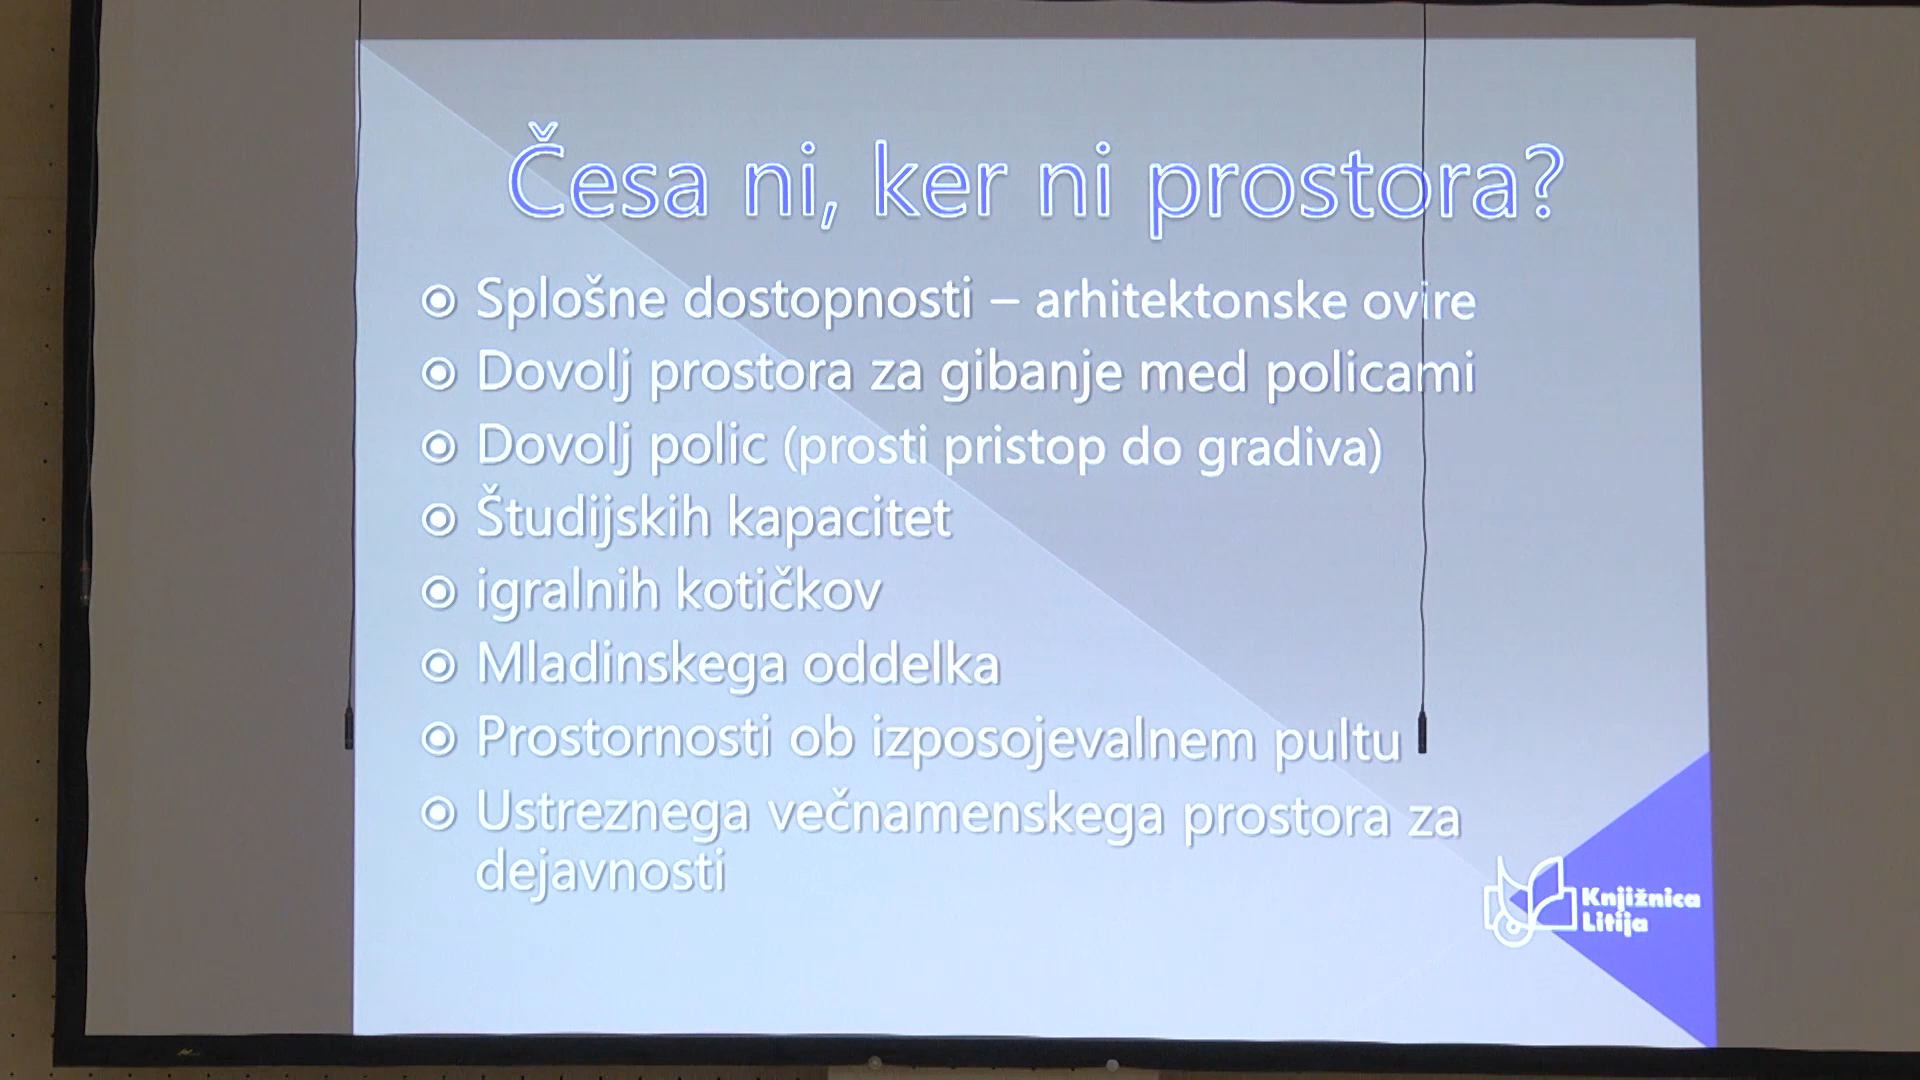 Česa ni, ker ni prostora?
Splošne dostopnosti – arhitektonske ovire
Dovolj prostora za gibanje med policami
Dovolj polic (prosti pristop do gradiva)
Študijskih kapacitet
igralnih kotičkov
Mladinskega oddelka
Prostornosti ob izposojevalnem pultu
Ustreznega večnamenskega prostora za
dejavnosti
Knjižnica
Litija